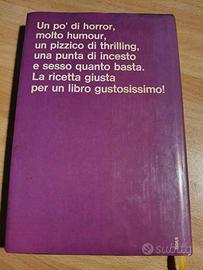 Un po' di horror,
molto humour,
un pizzico di thrilling,
una punta di incesto
e sesso quanto basta.
La ricetta giusta
per un libro gustosissimo!
subito